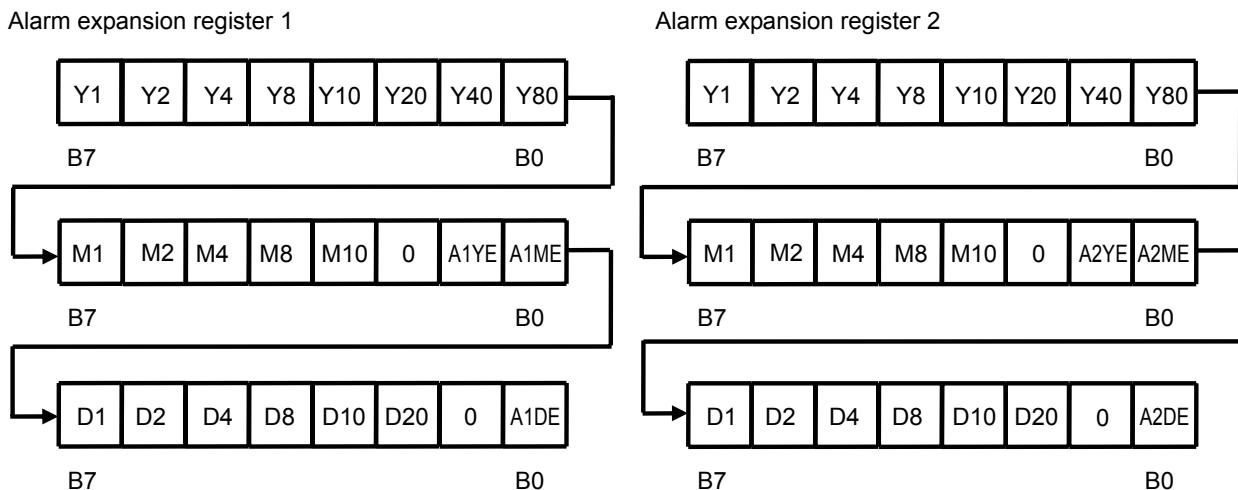 Alarm expansion register 1
Y1 Y2 Y4 Y8 Y10 Y20 Y40 Y80
B7 B0
M1 M2 M4 M8 M10 0 A1YE A1ME
B7 B0
D1 D2 D4 D8 D10 D20 0 A1DE
B7 B0
Alarm expansion register 2
Y1 Y2 Y4 Y8 Y10 Y20 Y40 Y80
B7 B0
M1 M2 M4 M8 M10 0 A2YE A2ME
B7 B0
D1 D2 D4 D8 D10 D20 0 A2DE
B7 B0